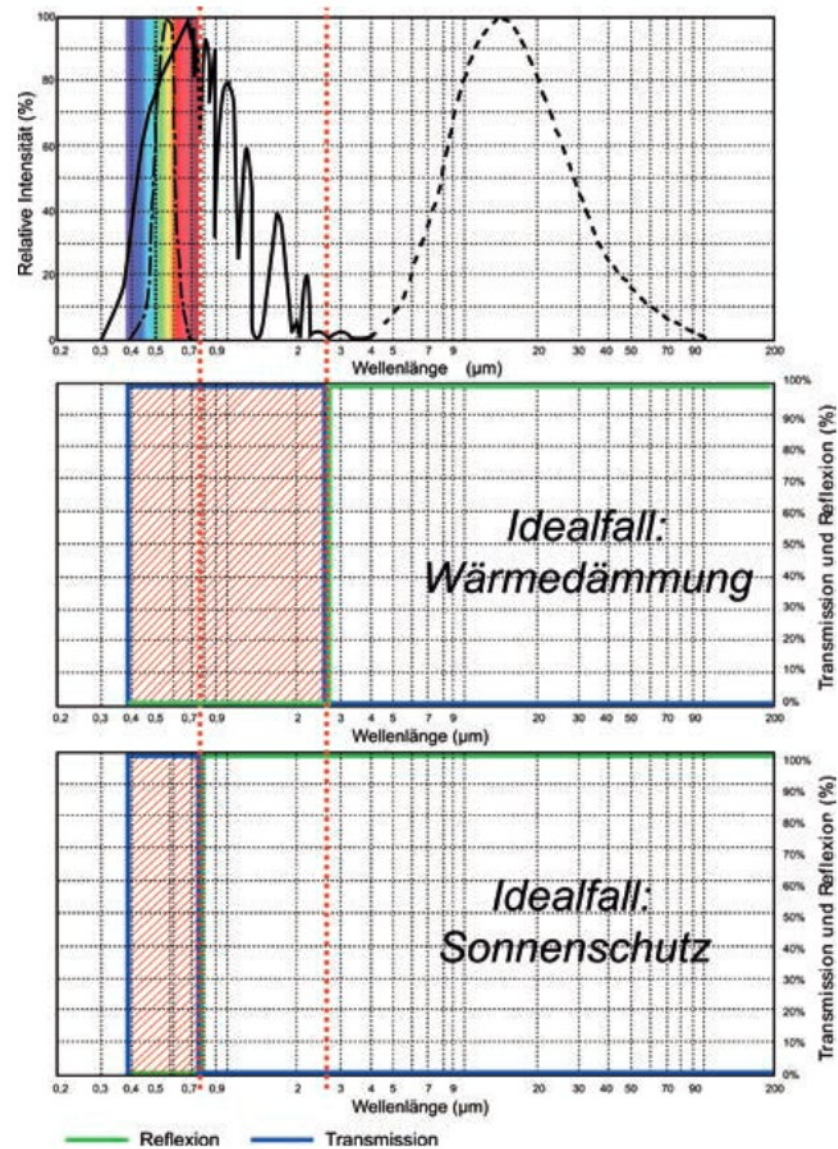 Relative Intensität (%)
100
80
60
40
20
0
0,2 0,3 0,4 0,5 0,7 0,9 2 3 4 5 7 9 20 30 40 50 70 90 200
Wellenlänge (µm)
Idealfall:
Wärmedämmung
100%
90%
80%
70%
60%
50%
40%
30%
20%
10%
0%
Transmission und Reflexion (%)
0,2 0,3 0,4 0,5 0,7 0,9 2 3 4 5 7 9 20 30 40 50 70 90 200
Wellenlänge (µm)
Idealfall:
Sonnenschutz
100%
90%
80%
70%
60%
50%
40%
30%
20%
10%
0%
Transmission und Reflexion (%)
0,2 0,3 0,4 0,5 0,7 0,9 2 3 4 5 7 9 20 30 40 50 70 90 200
Wellenlänge (µm)
Reflexion Transmission